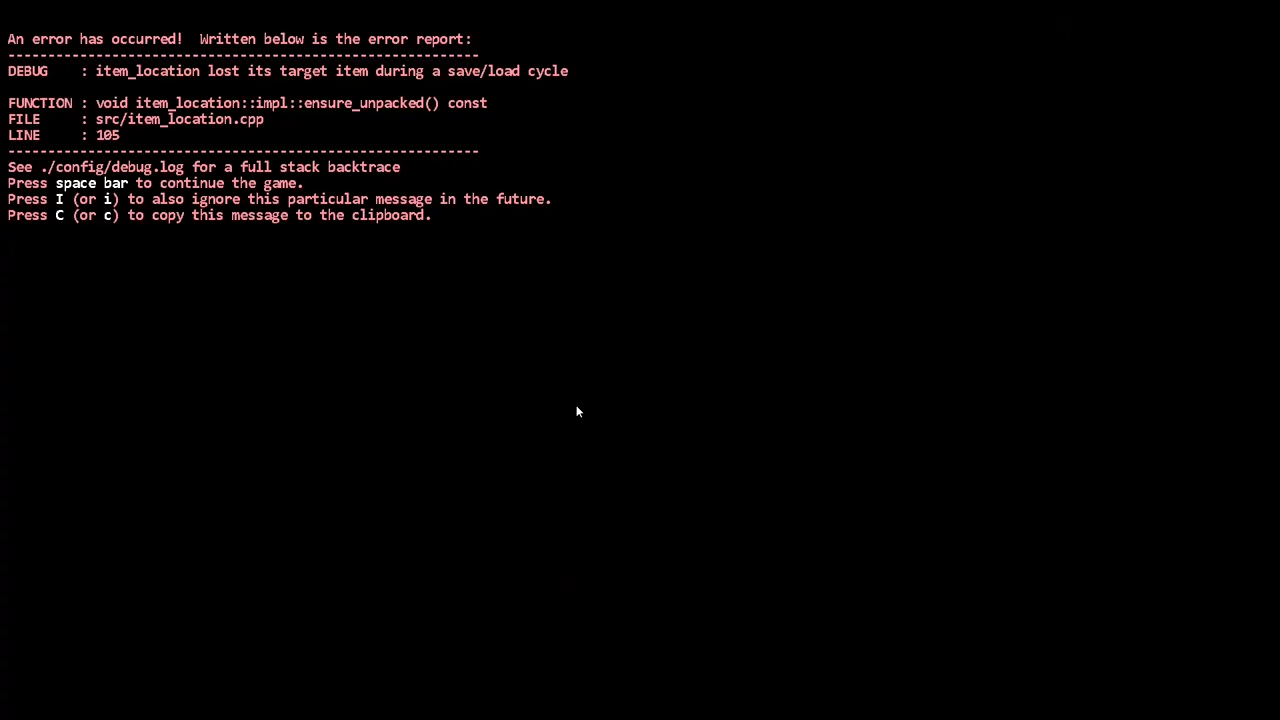 An error has occurred!  Written below is the error report:
-----------------------------------------------------------
DEBUG    : item_location lost its target item during a save/load cycle
FUNCTION : void item_location::impl::ensure_unpacked() const
FILE     : src/item_location.cpp
LINE     : 105
-----------------------------------------------------------
See ./config/debug.log for a full stack backtrace
Press space bar to continue the game.
Press I (or i) to also ignore this particular message in the future.
Press C (or c) to copy this message to the clipboard.